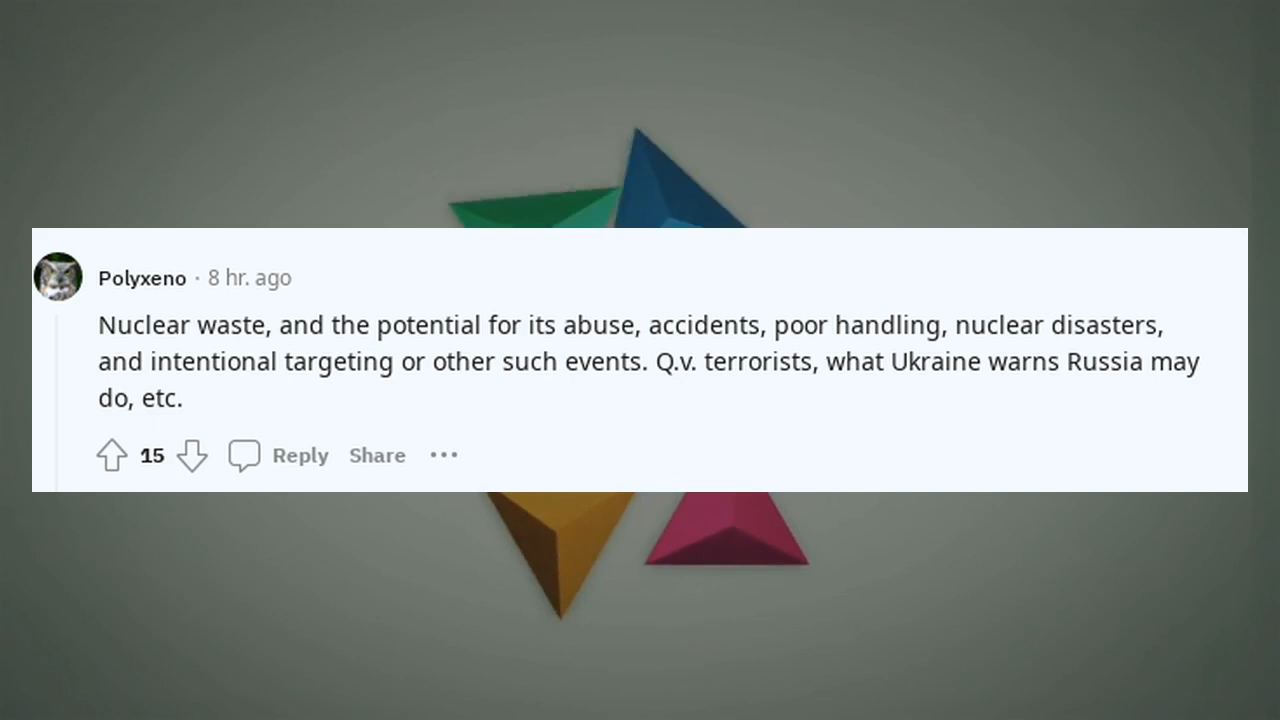 Polyxeno · 8 hr. ago
Nuclear waste, and the potential for its abuse, accidents, poor handling, nuclear disasters,
and intentional targeting or other such events. Q.v. terrorists, what Ukraine warns Russia may
do, etc.
15 Reply Share ···